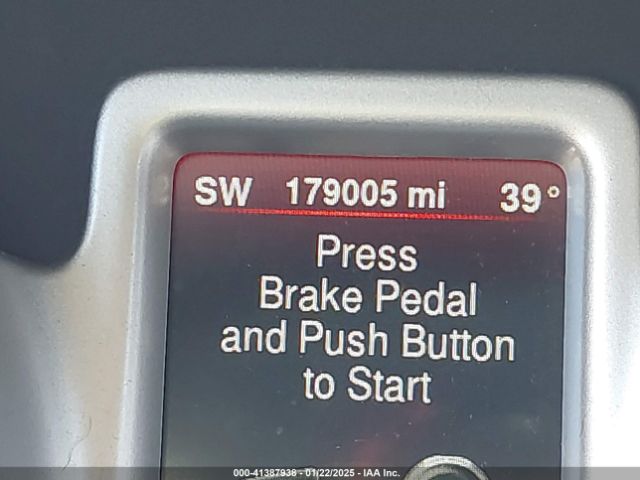 SW 179005 mi 39°
Press
Brake Pedal
and Push Button
to Start
000-41387938 - 01/22/2025 - IAA Inc.